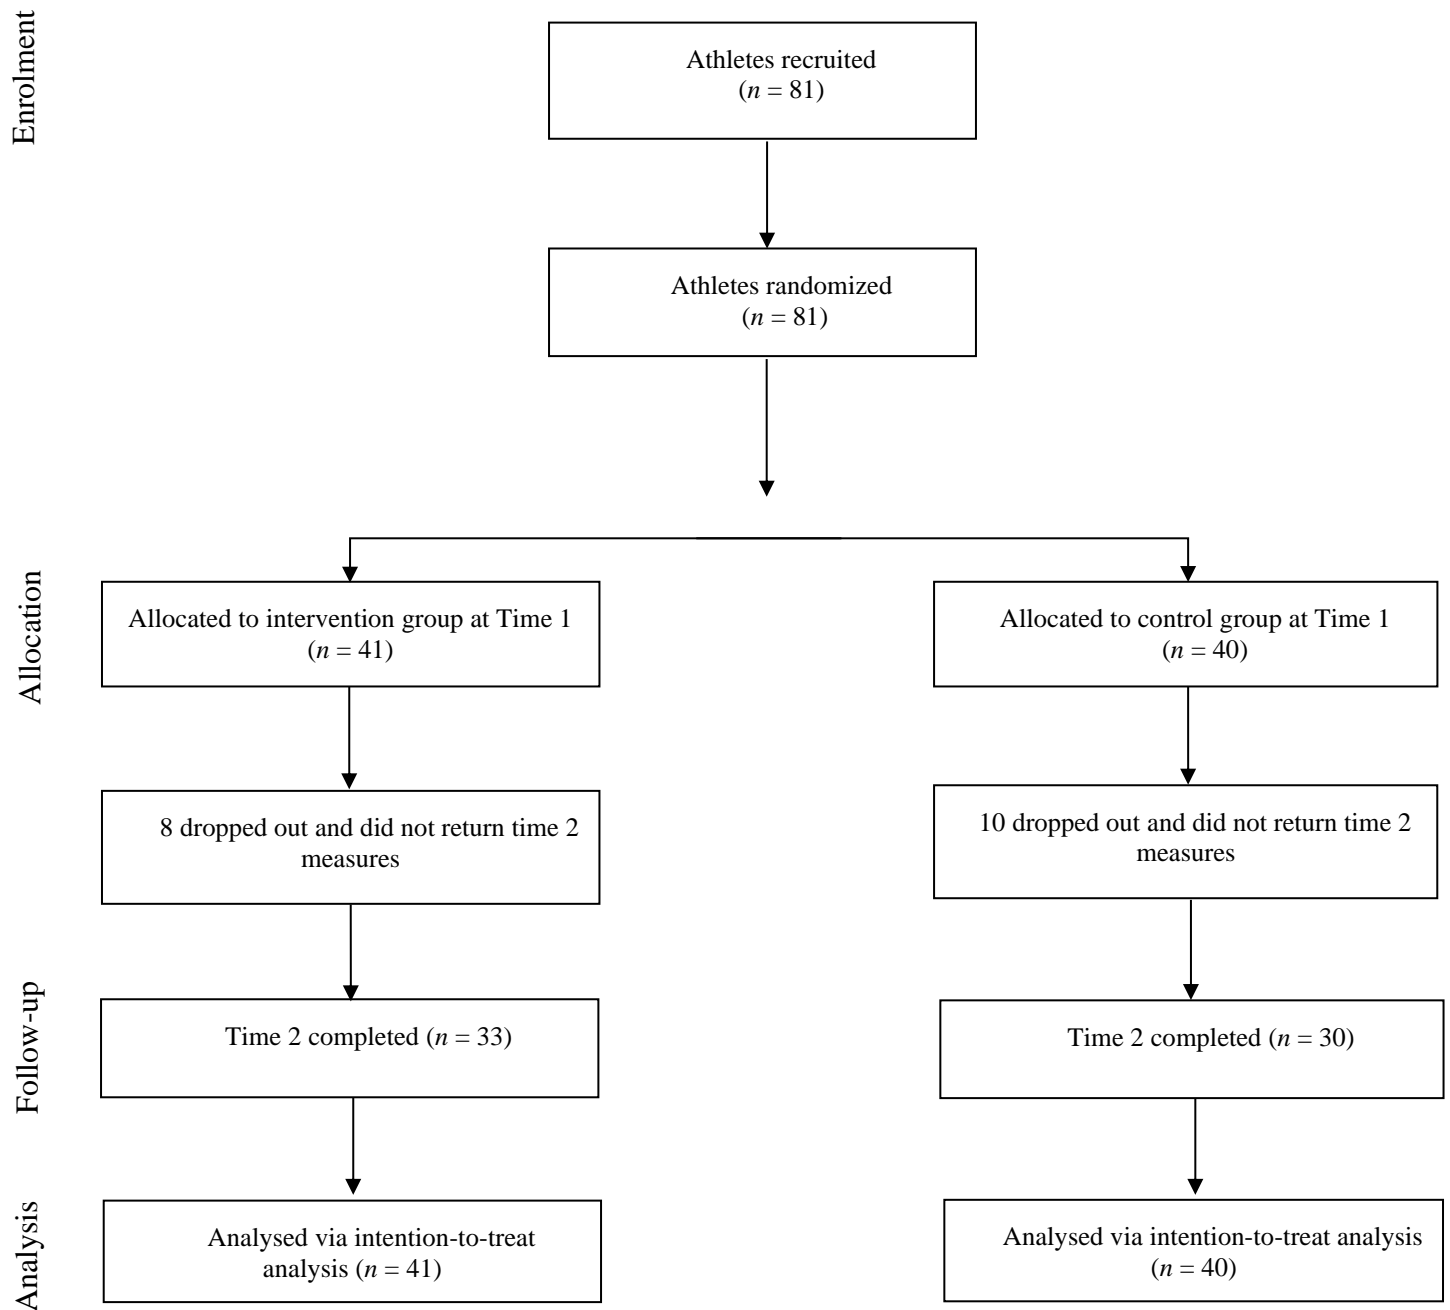 Enrolment
Athletes recruited
(n = 81)
Athletes randomized
(n = 81)
Allocation
Allocated to intervention group at Time 1
(n = 41)
Allocated to control group at Time 1
(n = 40)
8 dropped out and did not return time 2
measures
10 dropped out and did not return time 2
measures
Follow-up
Time 2 completed (n = 33)
Time 2 completed (n = 30)
Analysis
Analysed via intention-to-treat
analysis (n = 41)
Analysed via intention-to-treat analysis
(n = 40)